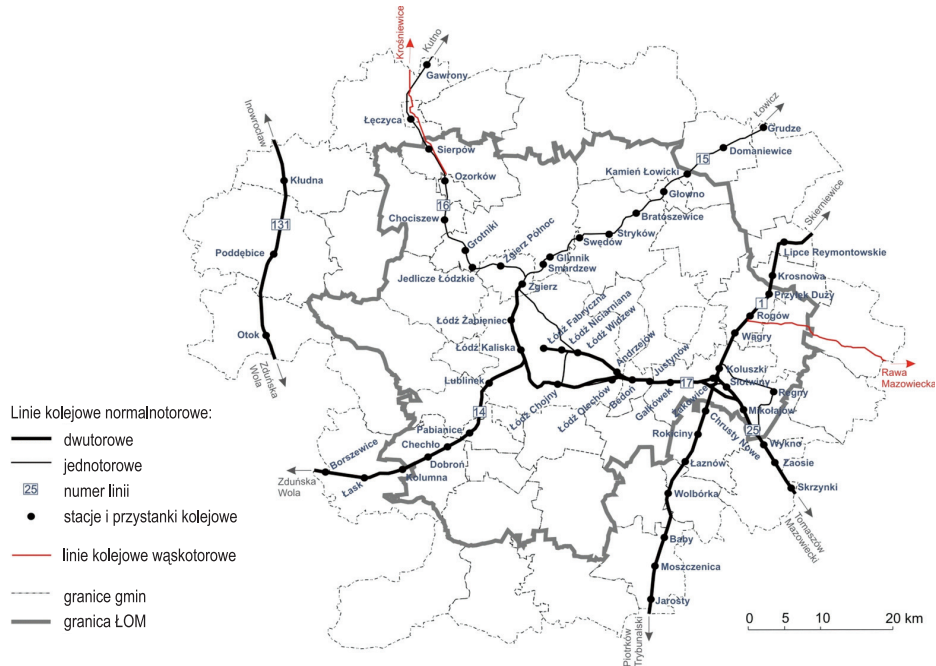 Krośniewice
Kutno
Gawrony
Łęczyca
Sierpów
Ozorków
16
Chociszew
Grotniki
Zgierz Północ
Jedlicze Łódzkie
Inowrocław
Kłudna
131
Poddębice
Otok
Zduńska
Wola
Łowicz
Grudze
Domaniewice
15
Kamień Łowicki
Głowno
Bratoszewice
Stryków
Swędów
Glinnik
Smardzew
Zgierz
Skierniewice
Lipce Reymontowskie
Krosnowa
Przyłęk Duży
1
Rogów
Wągry
Rawa
Mazowiecka
Koluszki
Słotwiny
Regny
Mikołajów
25
Wykno
Zaosie
Skrzynki
Tomaszów
Mazowiecki
Łódź Żabieniec
Łódź Kaliska
Lublinek
14
Pabianice
Chechło
Dobroń
Kolumna
Łask
Borszewice
Zduńska
Wola
Łódź Fabryczna
Łódź Niciarniana
Łódź Widzew
Andrzejów
Justynów
17
Łódź Chojny
Łódź Olechów
Bedoń
Gałkówek
Żakowice
Chrusty Nowe
Rokiciny
Łaznów
Wolbórka
Baby
Moszczenica
Jarosty
Piotrków
Trybunalski
Linie kolejowe normalnotorowe:
dwutorowe
jednotorowe
25 numer linii
stacje i przystanki kolejowe
linie kolejowe wąskotorowe
granice gmin
granica ŁOM
0 10 20 km